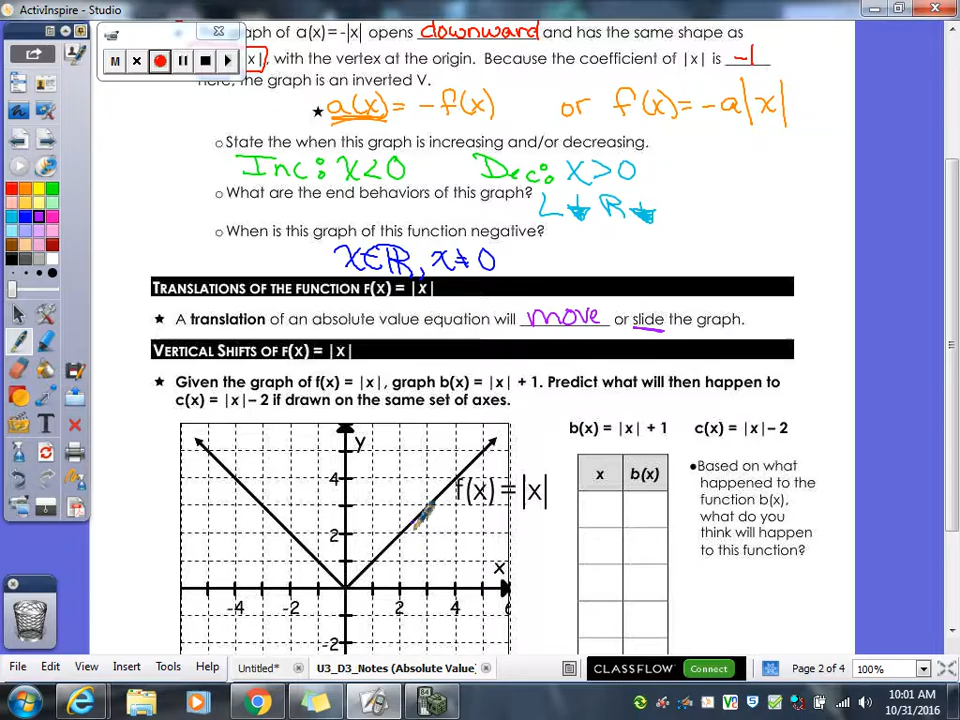 ActivInspire - Studio
aph of a(x) = -|x| opens downward and has the same shape as
|x|, with the vertex at the origin. Because the coefficient of |x| is -1
here, the graph is an inverted V.
M
★ a(x) = -f(x) or f(x) = -a|x|
o State the when this graph is increasing and/or decreasing.
Inc: x<0 Dec: x>0
o What are the end behaviors of this graph?
L ↓ R ↓
o When is this graph of this function negative?
x∈ℝ, x≠0
TRANSLATIONS OF THE FUNCTION F(X) = |x|
★ A translation of an absolute value equation will move or slide the graph.
VERTICAL SHIFTS OF F(X) = |x|
★ Given the graph of f(x) = |x|, graph b(x) = |x| + 1. Predict what will then happen to
c(x) = |x| – 2 if drawn on the same set of axes.
b(x) = |x| + 1 c(x) = |x| – 2
y
x b(x)
●Based on what
happened to the
function b(x),
what do you
think will happen
to this function?
4
f(x) = |x|
2
x
-4 -2 2 4 6
-2
File Edit View Insert Tools Help Untitled* U3_D3_Notes (Absolute Value CLASSFLOW Connect Page 2 of 4 100%
10:01 AM
10/31/2016